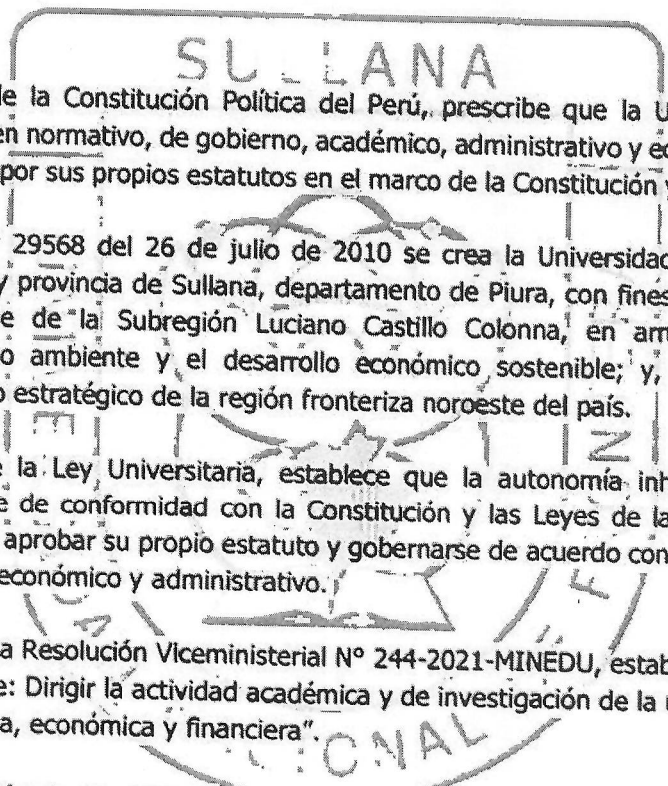 SULLANA
de la Constitución Política del Perú, prescribe que la U
en normativo, de gobierno, académico, administrativo y ec
por sus propios estatutos en el marco de la Constitución y
29568 del 26 de julio de 2010 se crea la Universidad
y provincia de Sullana, departamento de Piura, con fines
e de la Subregión Luciano Castillo Colonna, en arm
o ambiente y el desarrollo económico sostenible; y,
o estratégico de la región fronteriza noroeste del país.
e la Ley Universitaria, establece que la autonomía inh
e de conformidad con la Constitución y las Leyes de la
aprobar su propio estatuto y gobernarse de acuerdo con
económico y administrativo.
a Resolución Viceministerial Nº 244-2021-MINEDU, estab
e: Dirigir la actividad académica y de investigación de la
a, económica y financiera".